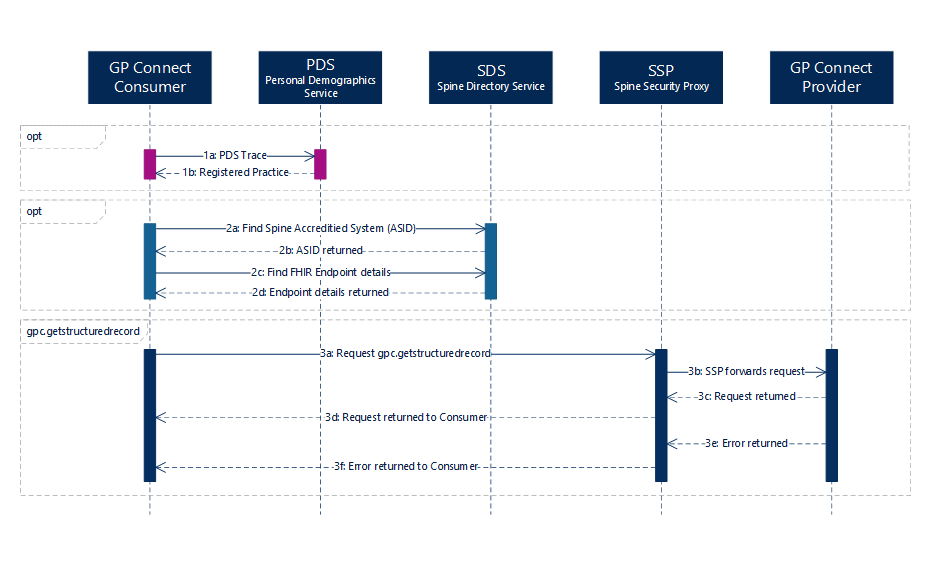 GP Connect
Consumer
PDS
Personal Demographics
Service
SDS
Spine Directory Service
SSP
Spine Security Proxy
GP Connect
Provider
opt
1a: PDS Trace
1b: Registered Practice
opt
2a: Find Spine Accreditied System (ASID)
2b: ASID returned
2c: Find FHIR Endpoint details
2d: Endpoint details returned
gpc.getstructuredrecord
3a: Request gpc.getstructuredrecord
3b: SSP forwards request
3c: Request returned
3d: Request returned to Consumer
3e: Error returned
3f: Error returned to Consumer